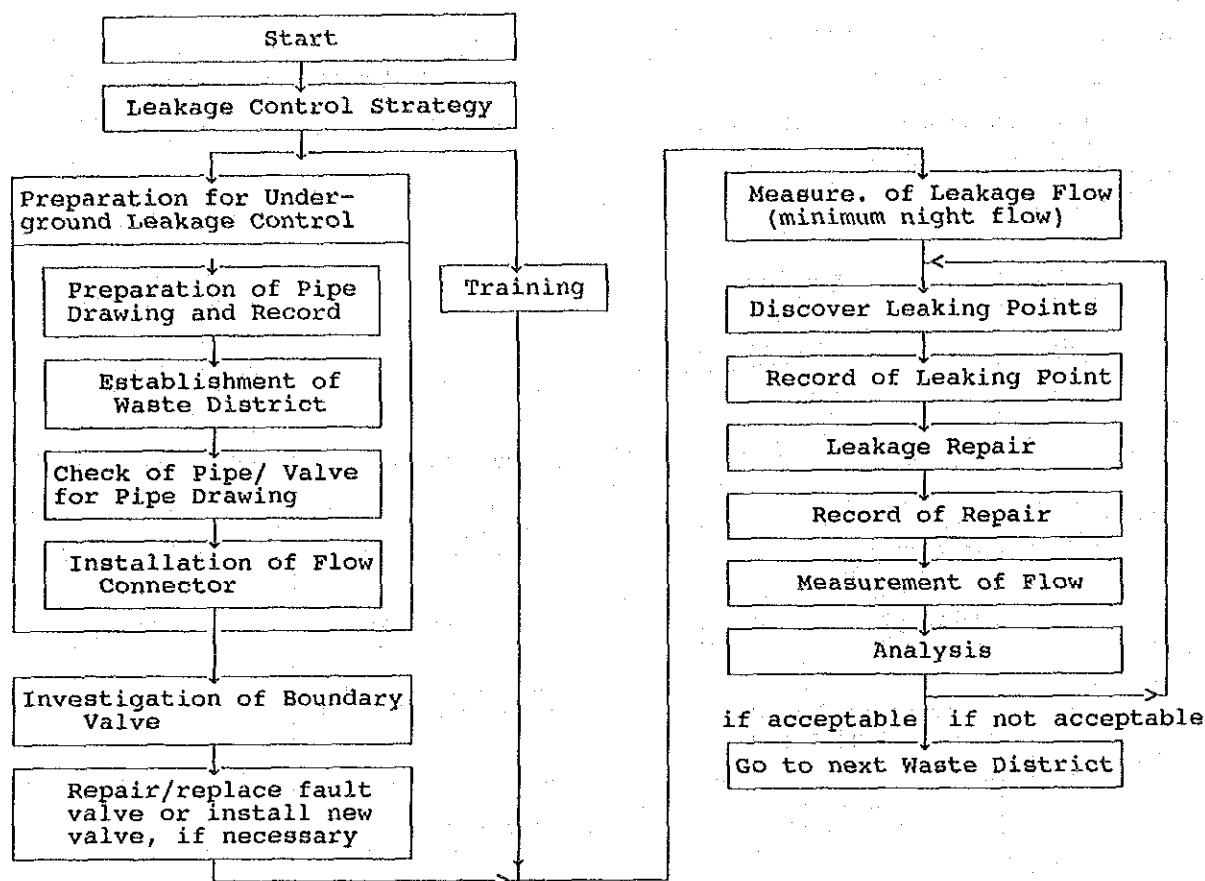 Start
Leakage Control Strategy
Preparation for Under-
ground Leakage Control
Preparation of Pipe
Drawing and Record
Establishment of
Waste District
Check of Pipe/ Valve
for Pipe Drawing
Installation of Flow
Connector
Investigation of Boundary
Valve
Repair/replace fault
valve or install new
valve, if necessary
Training
Measure. of Leakage Flow
(minimum night flow)
Discover Leaking Points
Record of Leaking Point
Leakage Repair
Record of Repair
Measurement of Flow
Analysis
if acceptable if not acceptable
Go to next Waste District